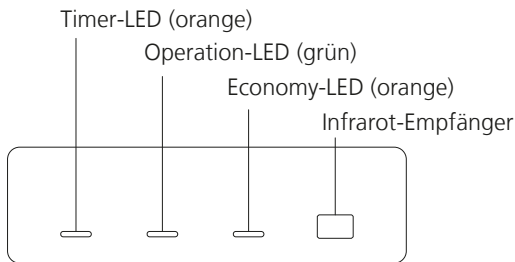 Timer-LED (orange)
Operation-LED (grün)
Economy-LED (orange)
Infrarot-Empfänger